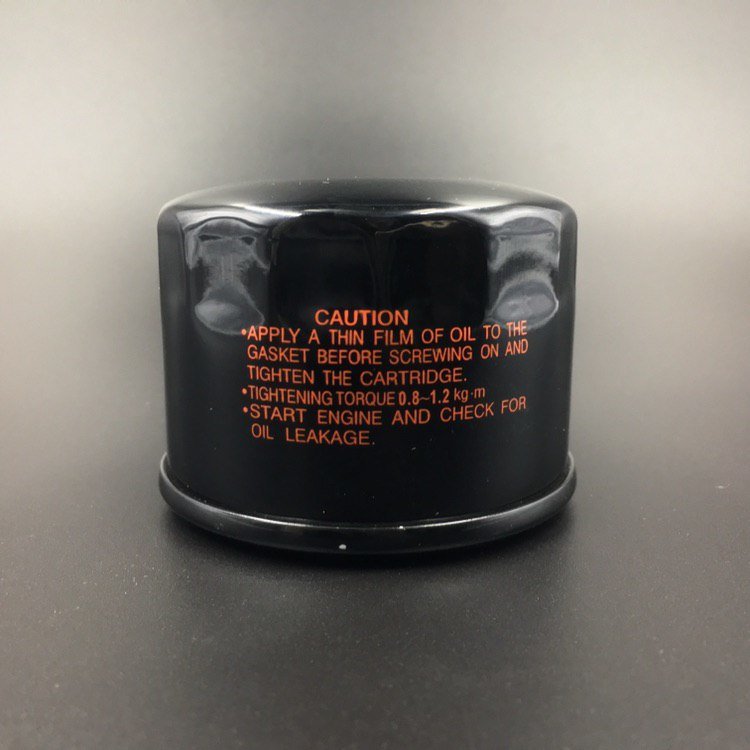 CAUTION
•APPLY A THIN FILM OF OIL TO THE
GASKET BEFORE SCREWING ON AND
TIGHTEN THE CARTRIDGE.
•TIGHTENING TORQUE 0.8~1.2 kg-m
•START ENGINE AND CHECK FOR
OIL LEAKAGE.